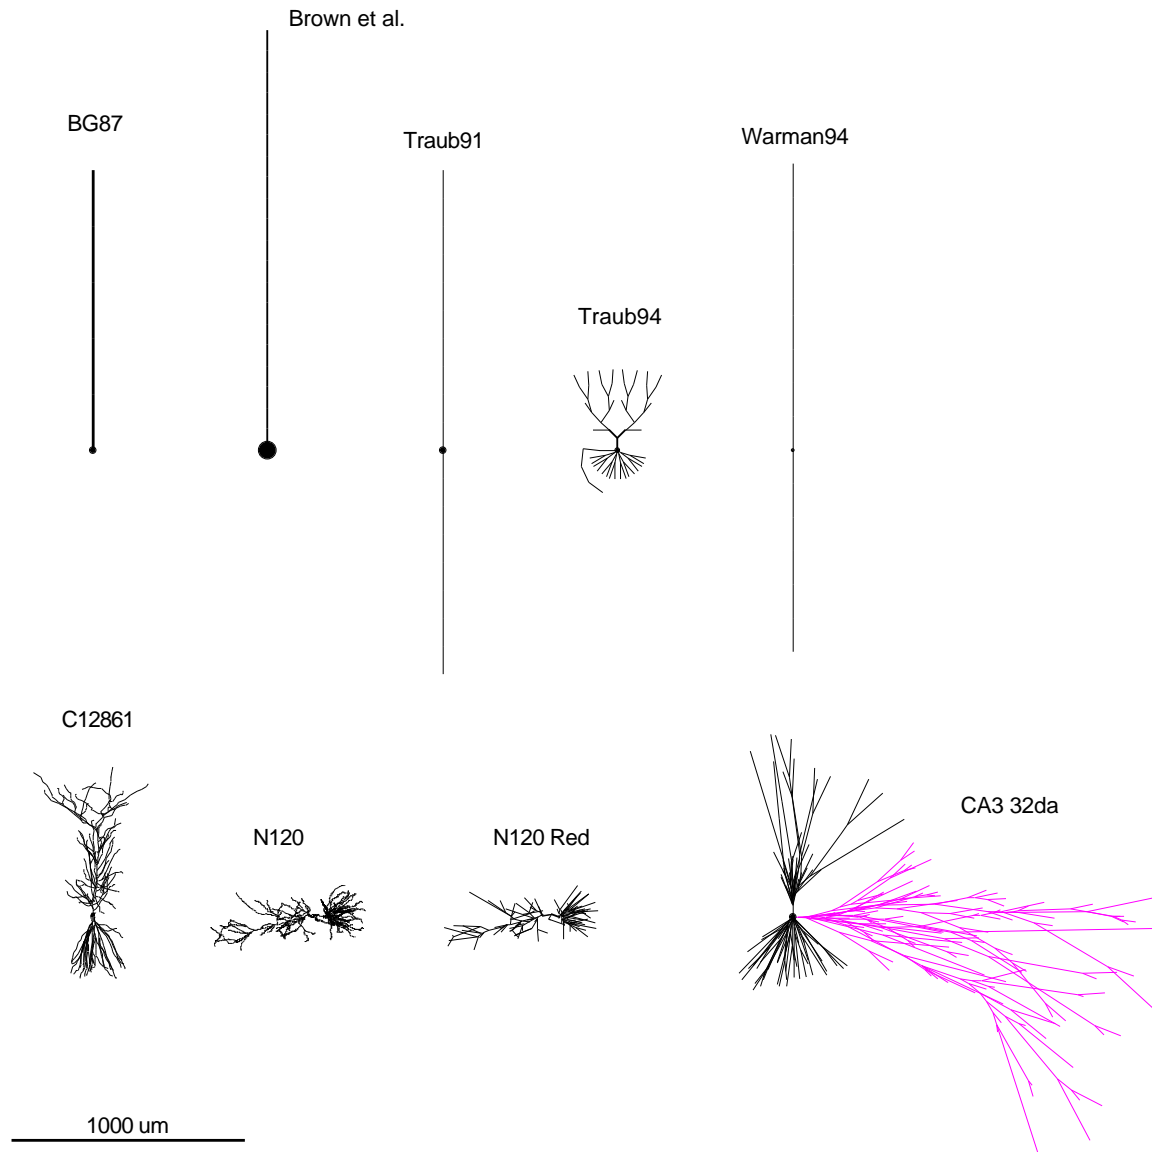 Brown et al.
BG87
Traub91
Warman94
Traub94
C12861
CA3 32da
N120
N120 Red
1000 um